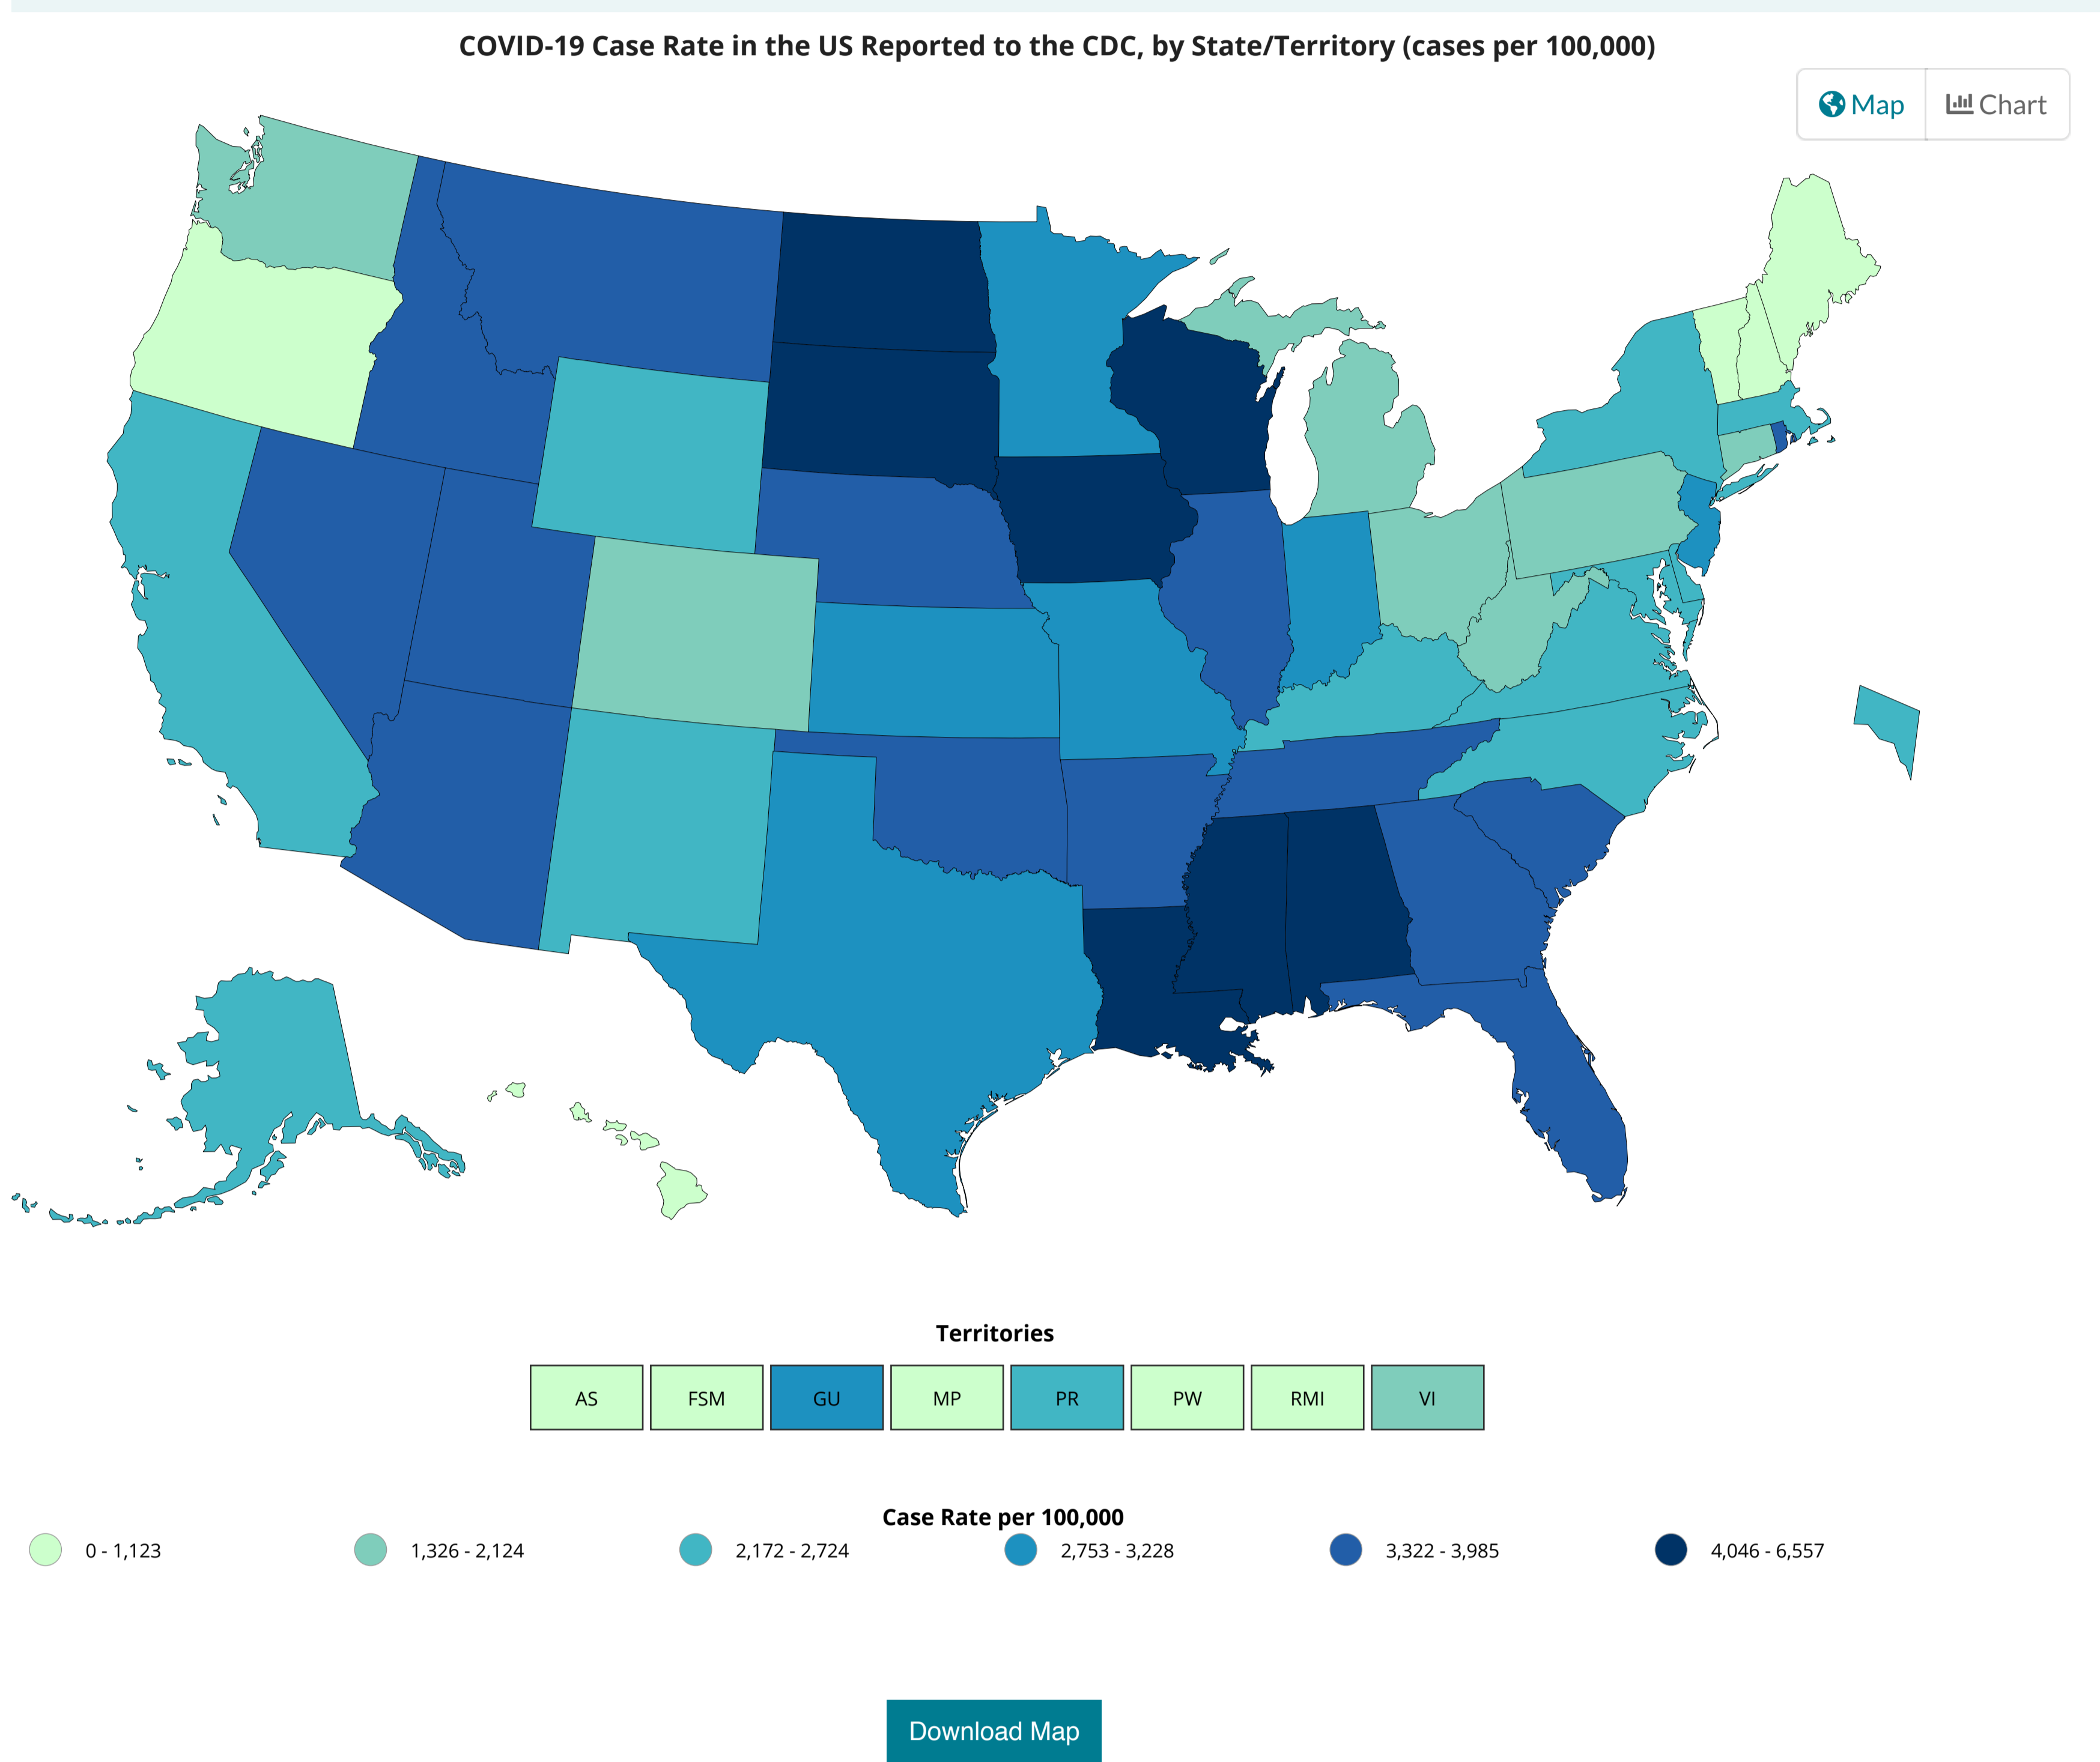 COVID-19 Case Rate in the US Reported to the CDC, by State/Territory (cases per 100,000)
Map Chart
Territories
AS FSM GU MP PR PW RMI VI
Case Rate per 100,000
0 - 1,123 1,326 - 2,124 2,172 - 2,724 2,753 - 3,228 3,322 - 3,985 4,046 - 6,557
Download Map